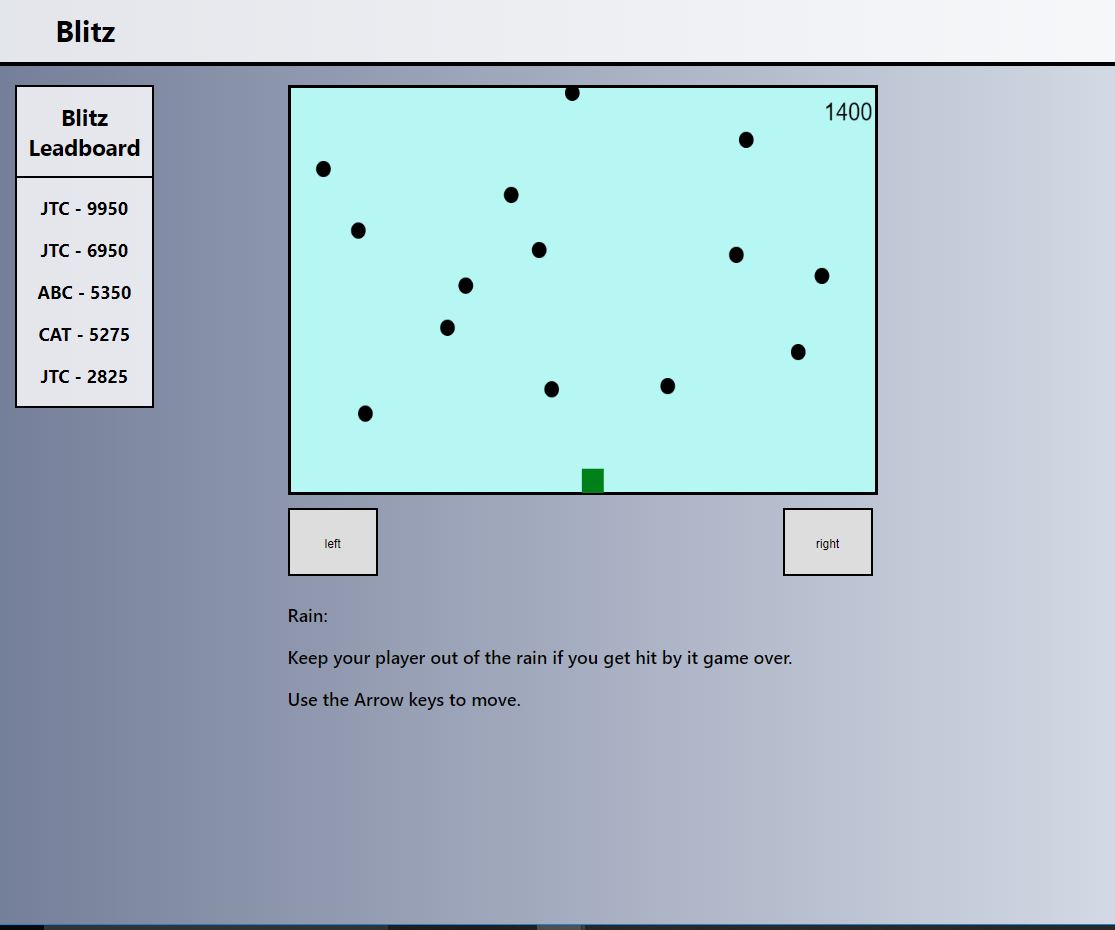 Blitz
Blitz
Leadboard
JTC - 9950
JTC - 6950
ABC - 5350
CAT - 5275
JTC - 2825
1400
left
right
Rain:
Keep your player out of the rain if you get hit by it game over.
Use the Arrow keys to move.